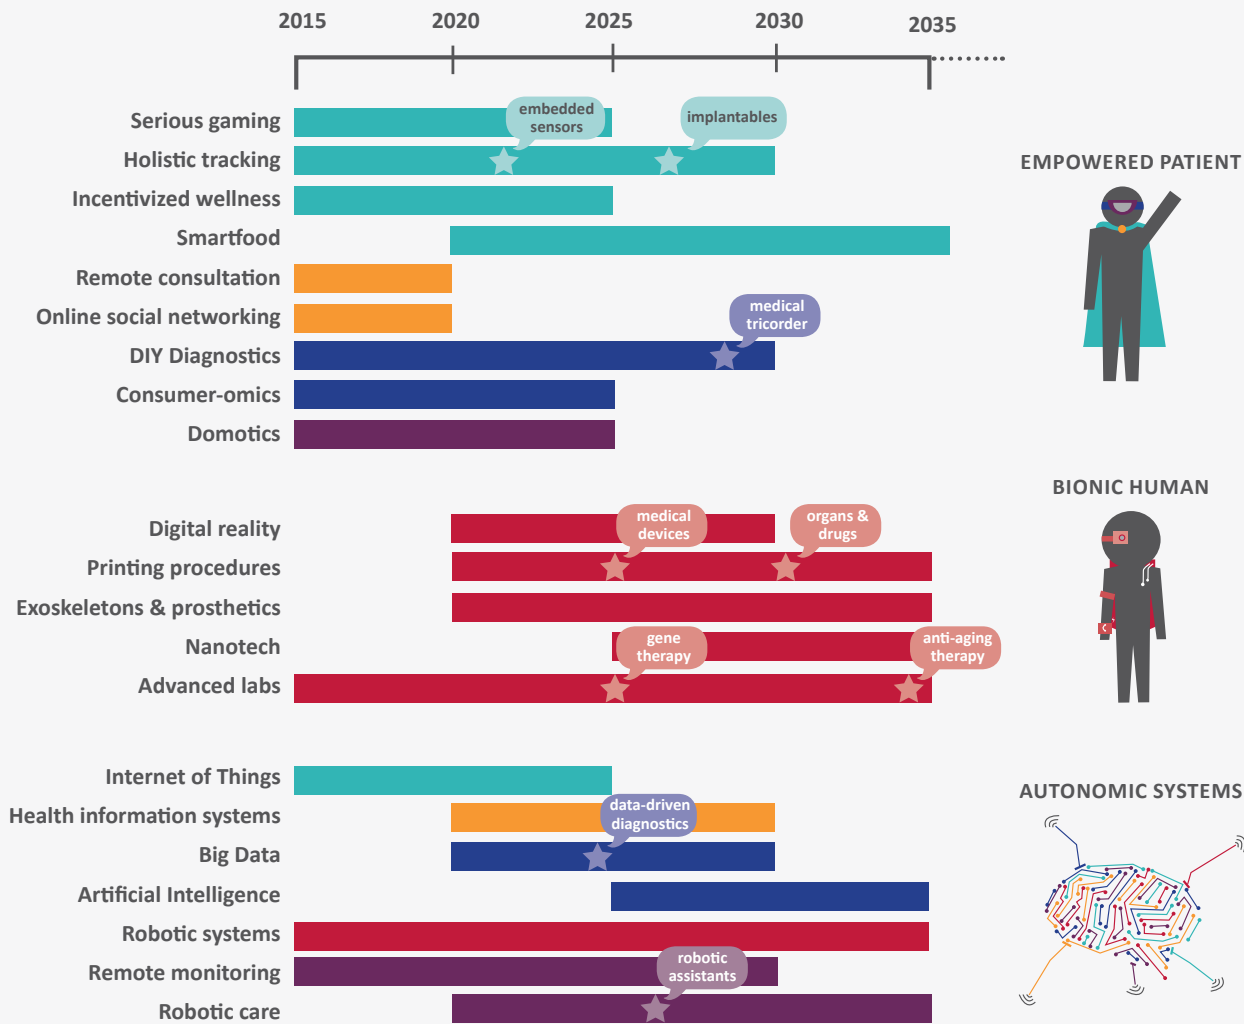 2015 2020 2025 2030 2035
Serious gaming
embedded
sensors
implantables
Holistic tracking
EMPOWERED PATIENT
Incentivized wellness
Smartfood
Remote consultation
Online social networking
medical
tricorder
DIY Diagnostics
Consumer-omics
Domotics
BIONIC HUMAN
Digital reality
medical
devices
organs &
drugs
Printing procedures
Exoskeletons & prosthetics
Nanotech
gene
therapy
anti-aging
therapy
Advanced labs
Internet of Things
AUTONOMIC SYSTEMS
Health information systems
data-driven
diagnostics
Big Data
Artificial Intelligence
Robotic systems
Remote monitoring
robotic
assistants
Robotic care